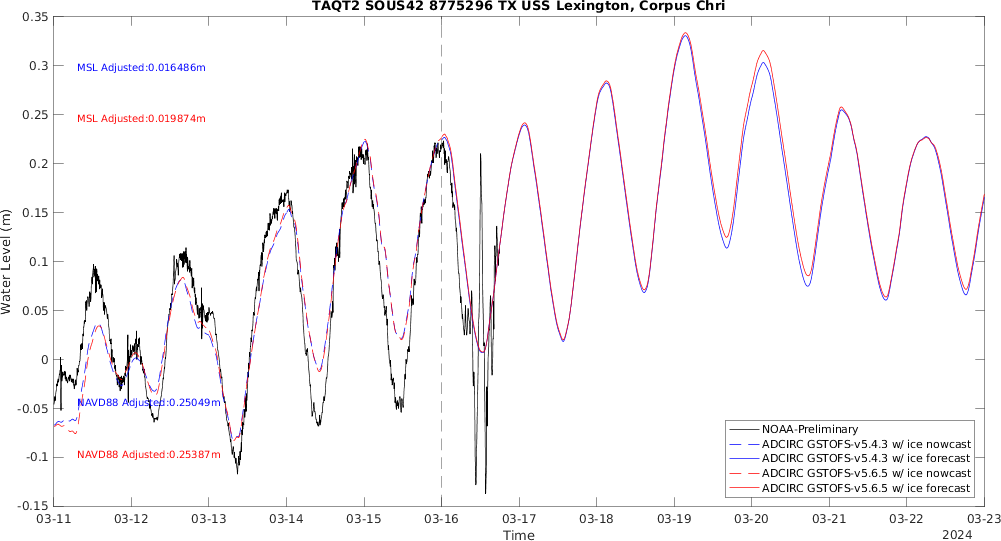 TAQT2 SOUS42 8775296 TX USS Lexington, Corpus Chri
0.35
0.3
0.25
0.2
0.15
0.1
0.05
0
-0.05
-0.1
-0.15
Water Level (m)
MSL Adjusted:0.016486m
MSL Adjusted:0.019874m
NAVD88 Adjusted:0.25049m
NAVD88 Adjusted:0.25387m
NOAA-Preliminary
ADCIRC GSTOFS-v5.4.3 w/ ice nowcast
ADCIRC GSTOFS-v5.4.3 w/ ice forecast
ADCIRC GSTOFS-v5.6.5 w/ ice nowcast
ADCIRC GSTOFS-v5.6.5 w/ ice forecast
03-11 03-12 03-13 03-14 03-15 03-16 03-17 03-18 03-19 03-20 03-21 03-22 03-23
Time
2024